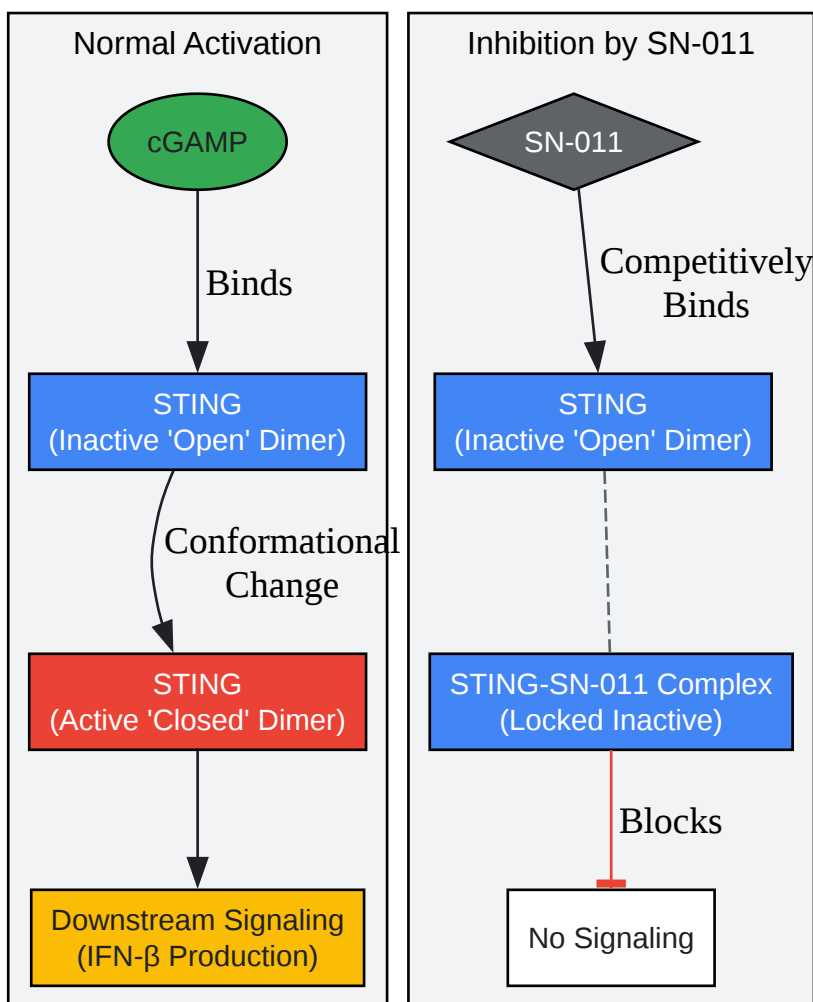 Normal Activation
cGAMP
Binds
STING
(Inactive 'Open' Dimer)
Conformational
Change
STING
(Active 'Closed' Dimer)
Downstream Signaling
(IFN-β Production)
Inhibition by SN-011
SN-011
Competitively
Binds
STING
(Inactive 'Open' Dimer)
STING-SN-011 Complex
(Locked Inactive)
Blocks
No Signaling